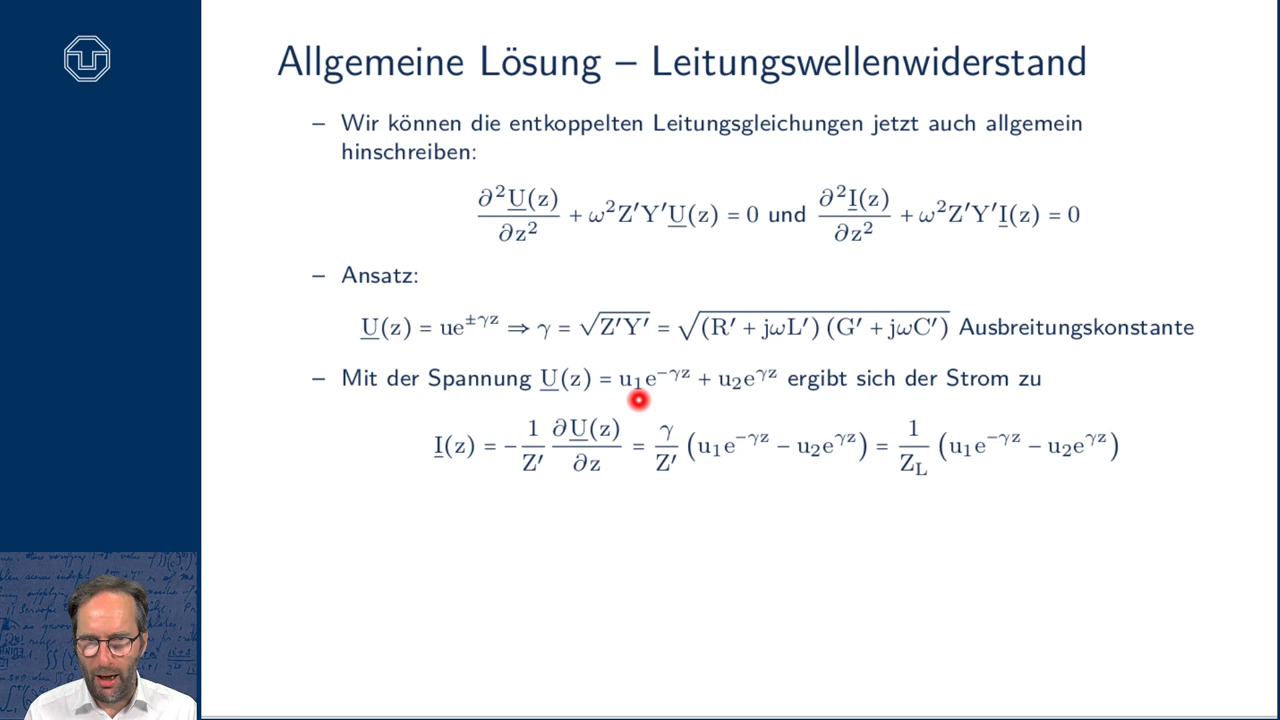 Allgemeine Lösung – Leitungswellenwiderstand
– Wir können die entkoppelten Leitungsgleichungen jetzt auch allgemein
hinschreiben:
∂²U̲(z)/∂z² + ω²Z′Y′U̲(z) = 0 und ∂²I̲(z)/∂z² + ω²Z′Y′I̲(z) = 0
– Ansatz:
U̲(z) = ue^{±γz} ⇒ γ = √(Z′Y′) = √((R′ + jωL′) (G′ + jωC′)) Ausbreitungskonstante
– Mit der Spannung U̲(z) = u₁e^{−γz} + u₂e^{γz} ergibt sich der Strom zu
I̲(z) = −1/Z′ ∂U̲(z)/∂z = γ/Z′ (u₁e^{−γz} − u₂e^{γz}) = 1/Z_L (u₁e^{−γz} − u₂e^{γz})